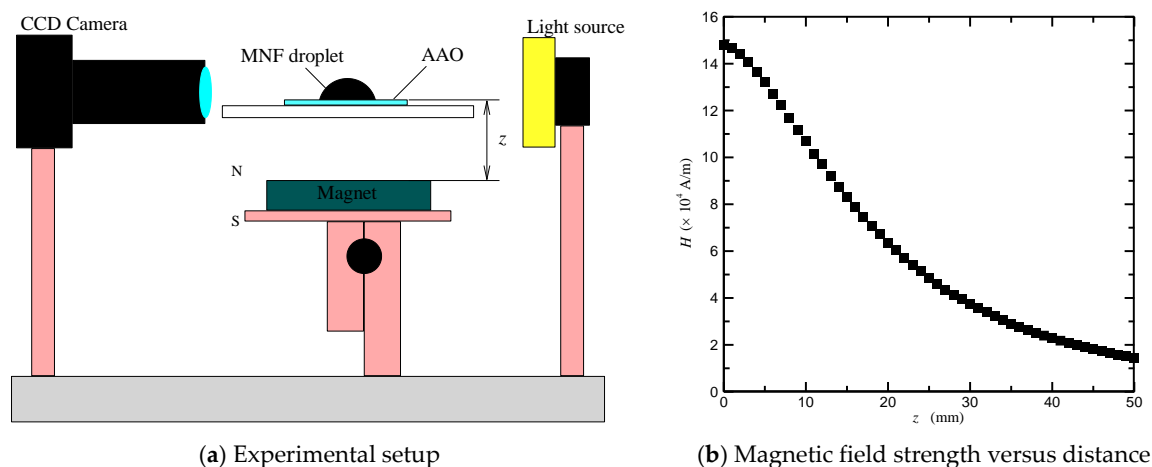 CCD Camera
Light source
MNF droplet
AAO
z
N
Magnet
S
(a) Experimental setup
16
14
12
10
8
6
4
2
0
H (× 10⁴ A/m)
0 10 20 30 40 50
z (mm)
(b) Magnetic field strength versus distance